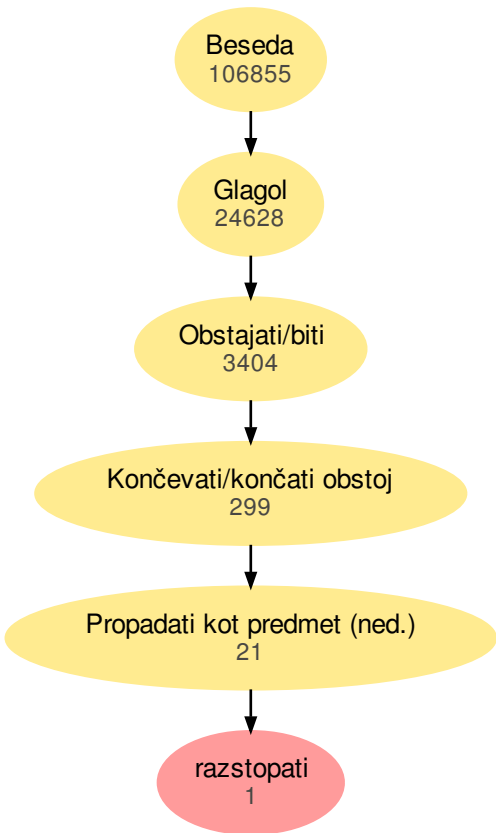 Beseda
106855
Glagol
24628
Obstajati/biti
3404
Končevati/končati obstoj
299
Propadati kot predmet (ned.)
21
razstopati
1